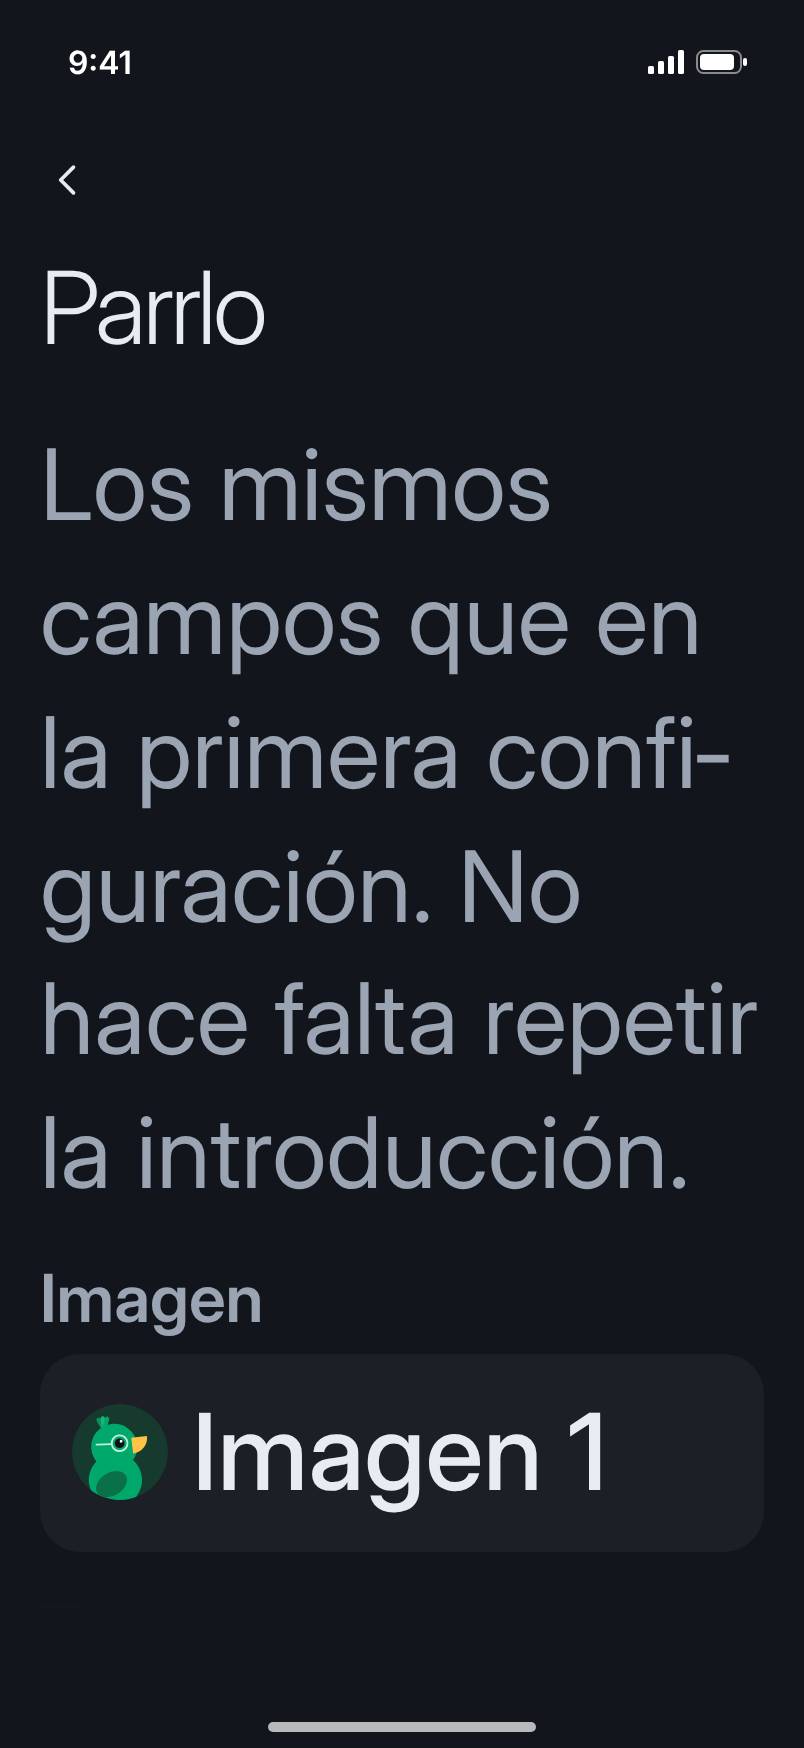 9:41
Parrlo
Los mismos
campos que en
la primera confi-
guración. No
hace falta repetir
la introducción.
Imagen
Imagen 1